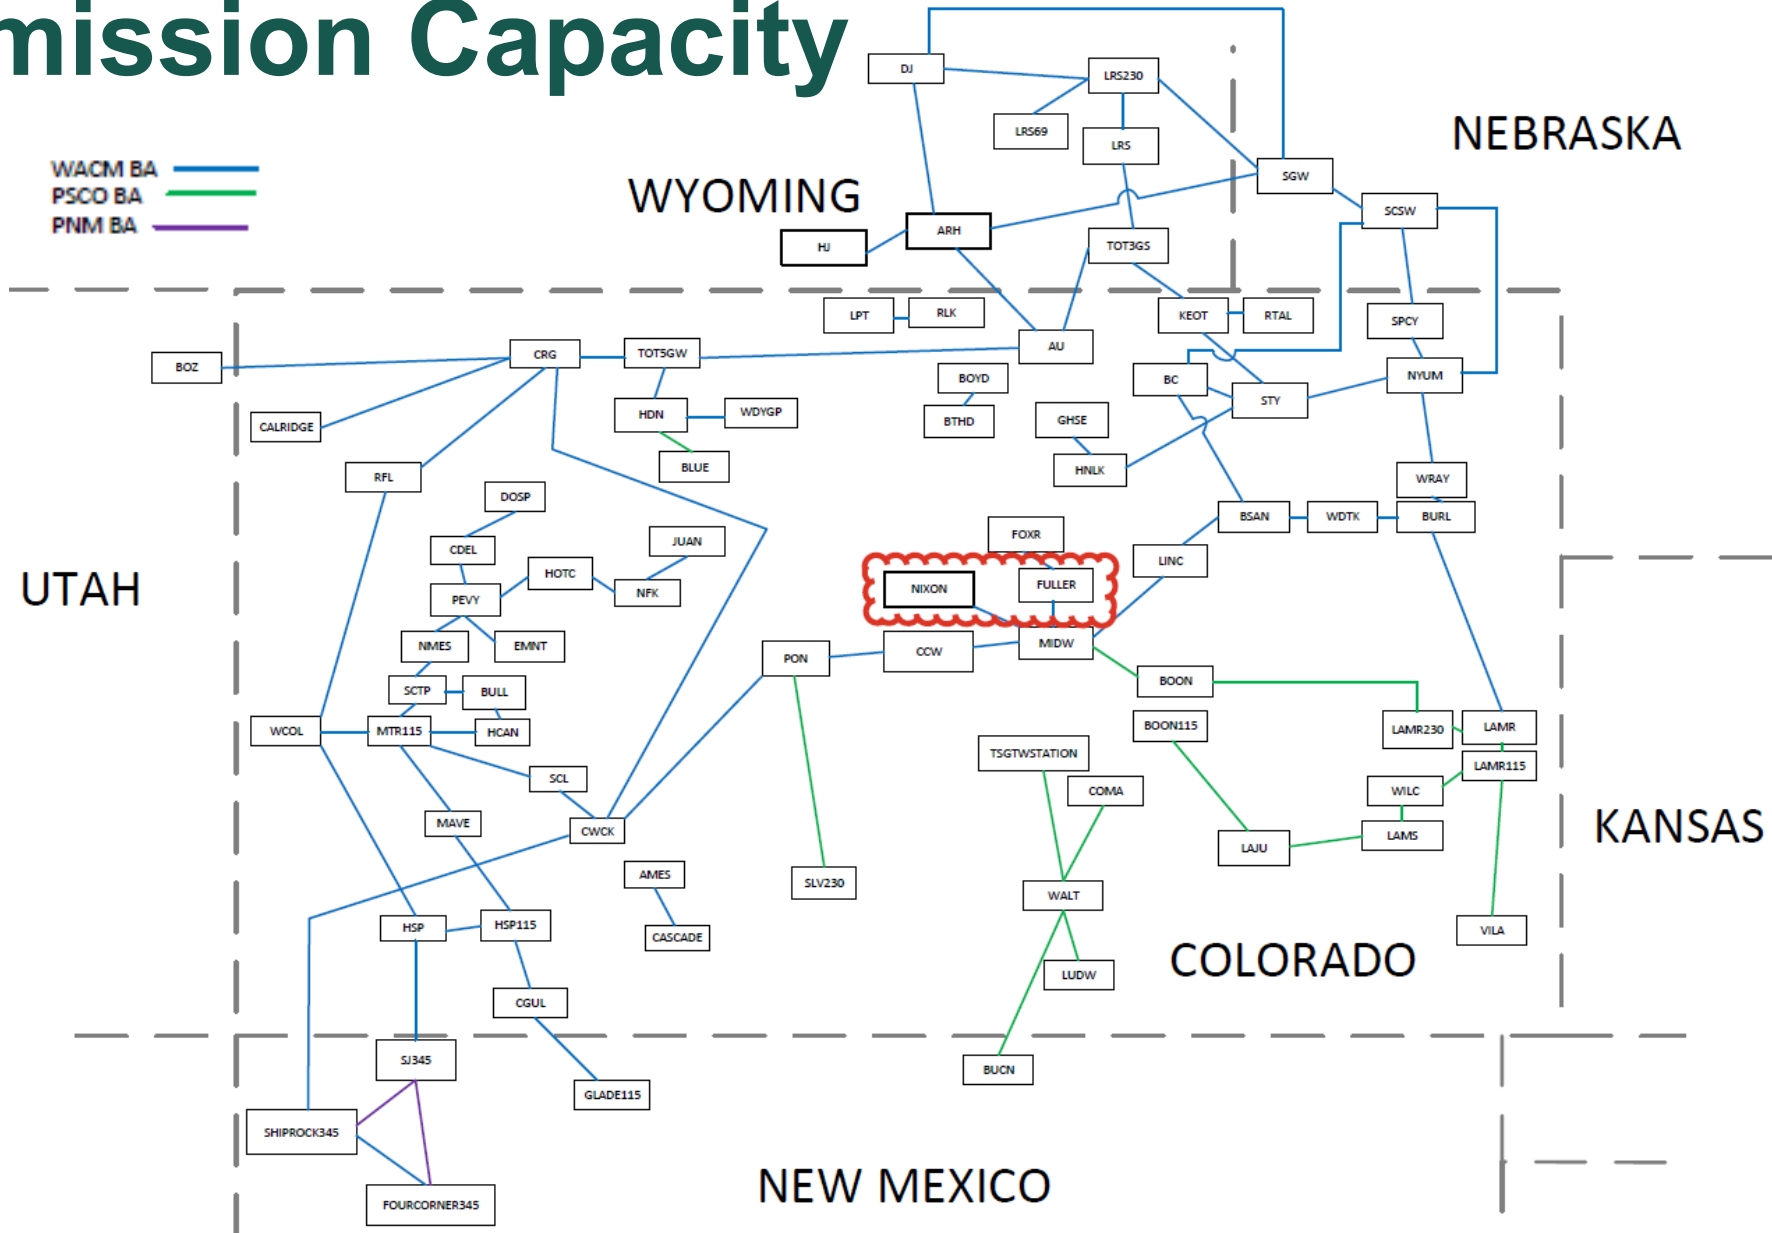 mission Capacity
DJ
LRS230
NEBRASKA
LRS69
LRS
WACM BA
PSCO BA
PNM BA
WYOMING
SGW
SCSW
HJ
ARH
TOT3GS
LPT
RLK
KEOT
RTAL
SPCY
BOZ
CRG
TOT5GW
AU
BOYD
BC
NYUM
STY
CALRIDGE
HDN
WDYGP
BTHD
GHSE
BLUE
HNLK
RFL
WRAY
DOSP
BSAN
WDTK
BURL
FOXR
JUAN
CDEL
LINC
HOTC
UTAH
NIXON
FULLER
PEVY
NFK
NMES
EMNT
PON
CCW
MIDW
SCTP
BULL
BOON
WCOL
MTR115
HCAN
BOON115
LAMR230
LAMR
TSGTWSTATION
LAMR115
SCL
COMA
WILC
MAVE
CWCK
LAMS
KANSAS
LAJU
AMES
SLV230
WALT
HSP
HSP115
CASCADE
VILA
COLORADO
LUDW
CGUL
SJ345
BUCN
GLADE115
SHIPROCK345
NEW MEXICO
FOURCORNER345